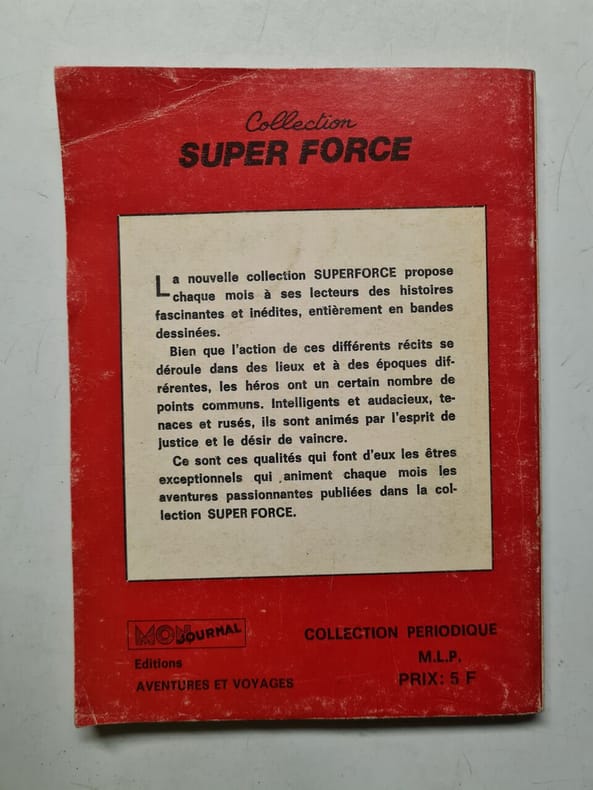 Collection
SUPER FORCE
La nouvelle collection SUPERFORCE propose
chaque mois à ses lecteurs des histoires
fascinantes et inédites, entièrement en bandes
dessinées.
Bien que l'action de ces différents récits se
déroule dans des lieux et à des époques dif-
rérentes, les héros ont un certain nombre de
points communs. Intelligents et audacieux, te-
naces et rusés, ils sont animés par l'esprit de
justice et le désir de vaincre.
Ce sont ces qualités qui font d'eux les êtres
exceptionnels qui animent chaque mois les
aventures passionnantes publiées dans la col-
lection SUPER FORCE.
MON JOURNAL
Editions
AVENTURES ET VOYAGES
COLLECTION PERIODIQUE
M.L.P.
PRIX: 5 F